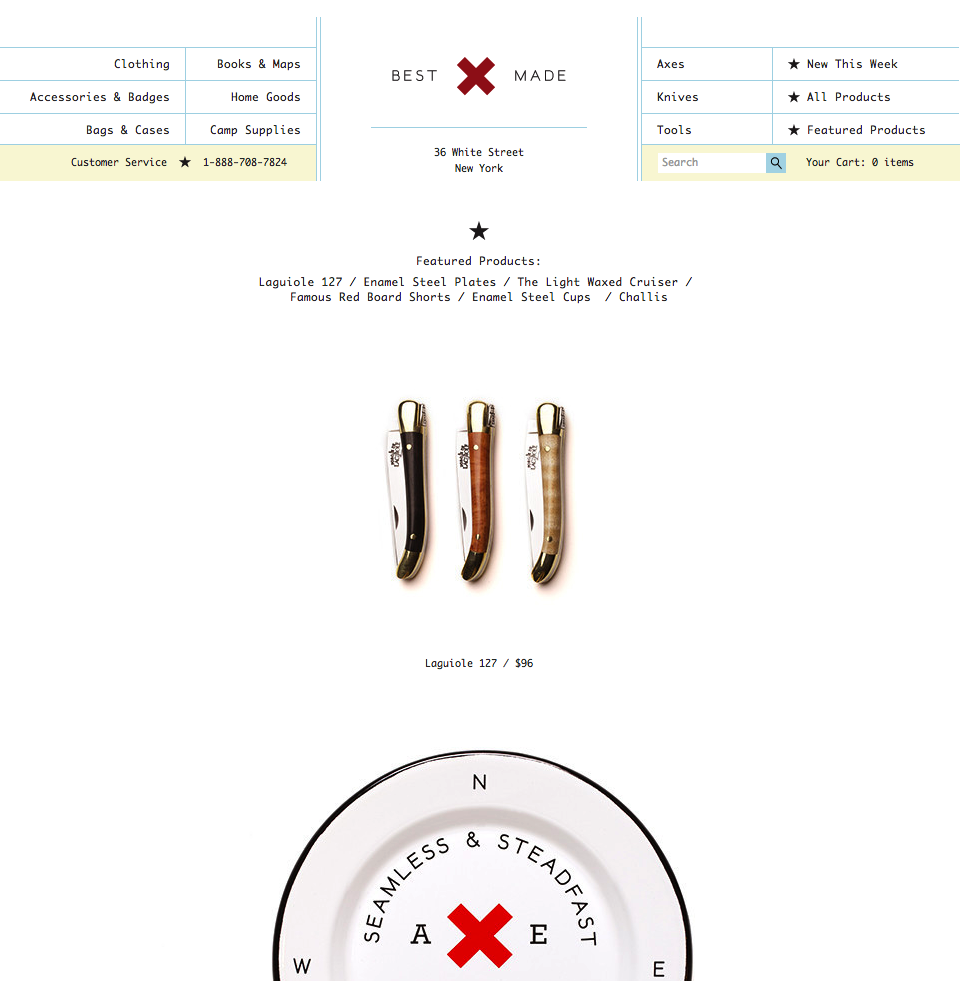 Clothing
Books & Maps
Accessories & Badges
Home Goods
Bags & Cases
Camp Supplies
Customer Service ★ 1-888-708-7824
BEST MADE
36 White Street
New York
Axes
★ New This Week
Knives
★ All Products
Tools
★ Featured Products
Search
Your Cart: 0 items
★
Featured Products:
Laguiole 127 / Enamel Steel Plates / The Light Waxed Cruiser /
Famous Red Board Shorts / Enamel Steel Cups / Challis
Laguiole 127 / $96
N
SEAMLESS & STEADFAST
A X E
W
E